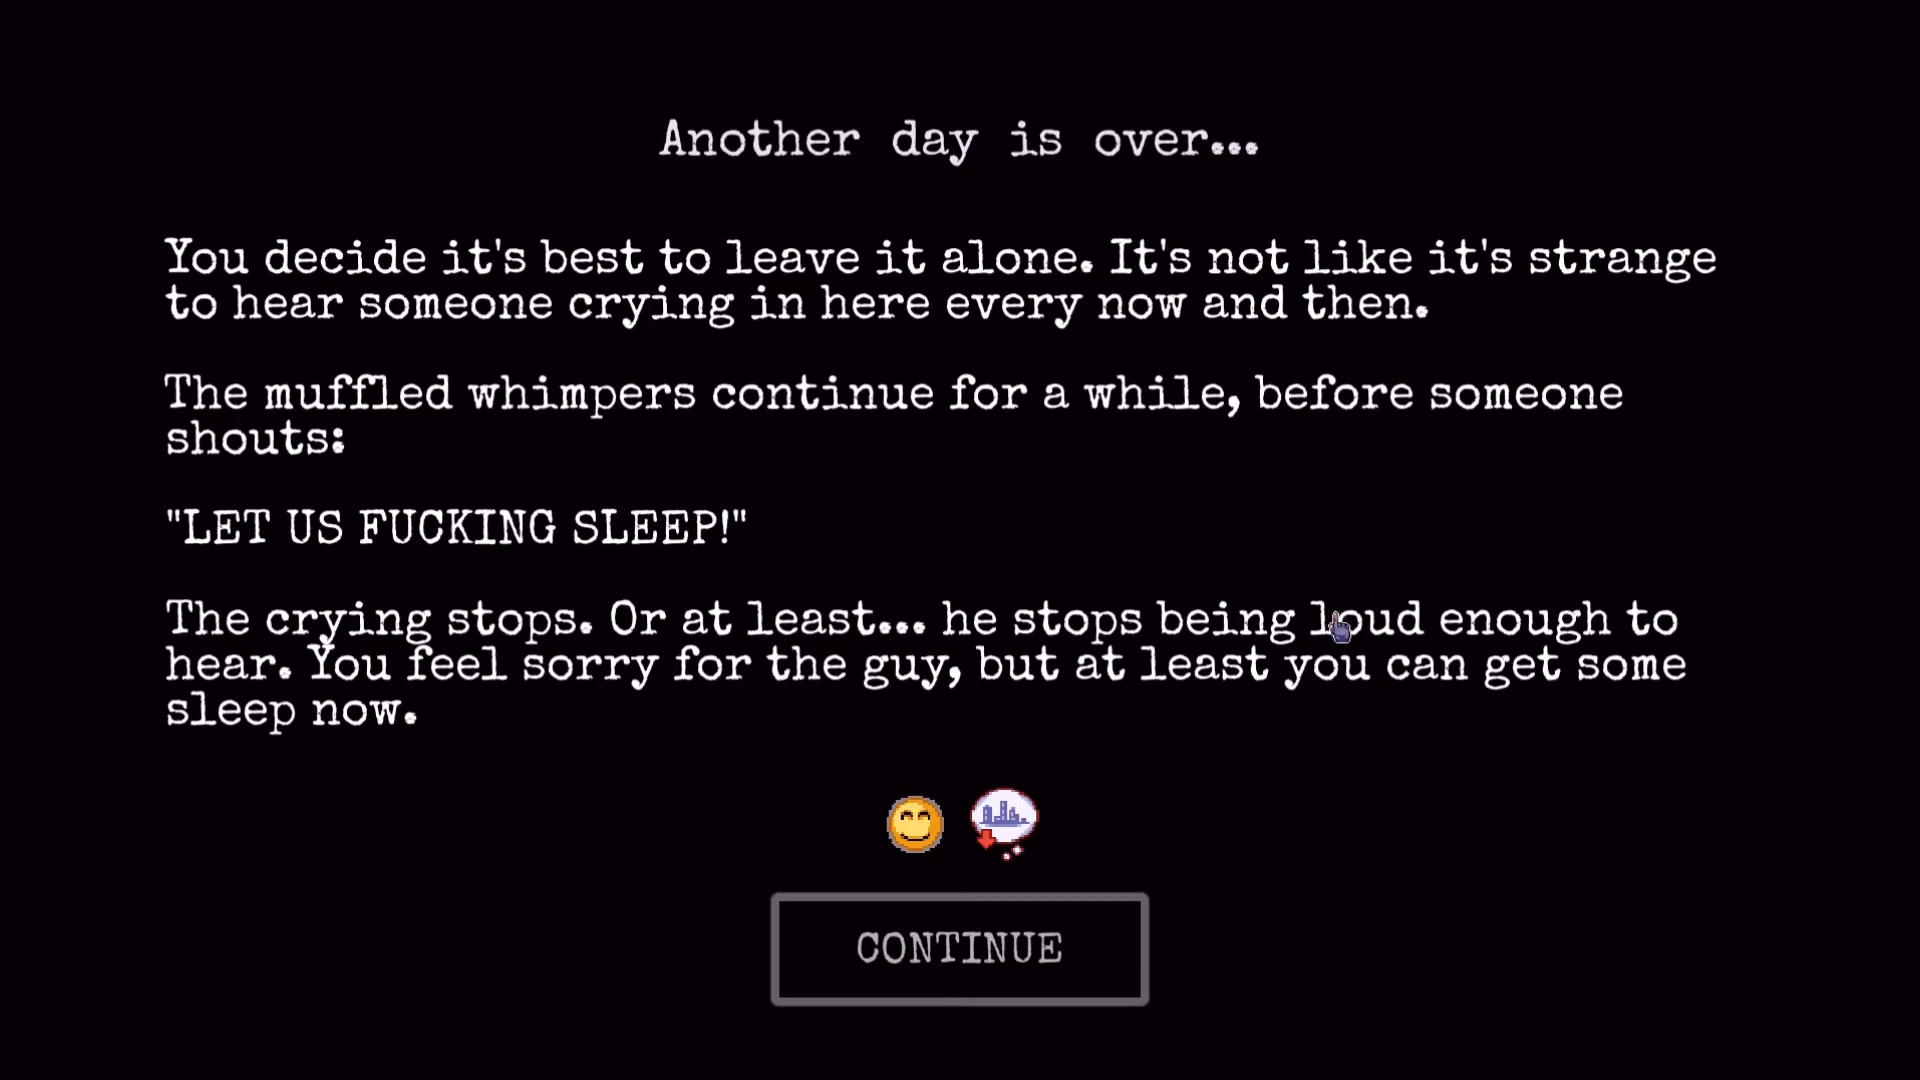 Another day is over...
You decide it's best to leave it alone. It's not like it's strange
to hear someone crying in here every now and then.
The muffled whimpers continue for a while, before someone
shouts:
"LET US FUCKING SLEEP!"
The crying stops. Or at least... he stops being loud enough to
hear. You feel sorry for the guy, but at least you can get some
sleep now.
CONTINUE